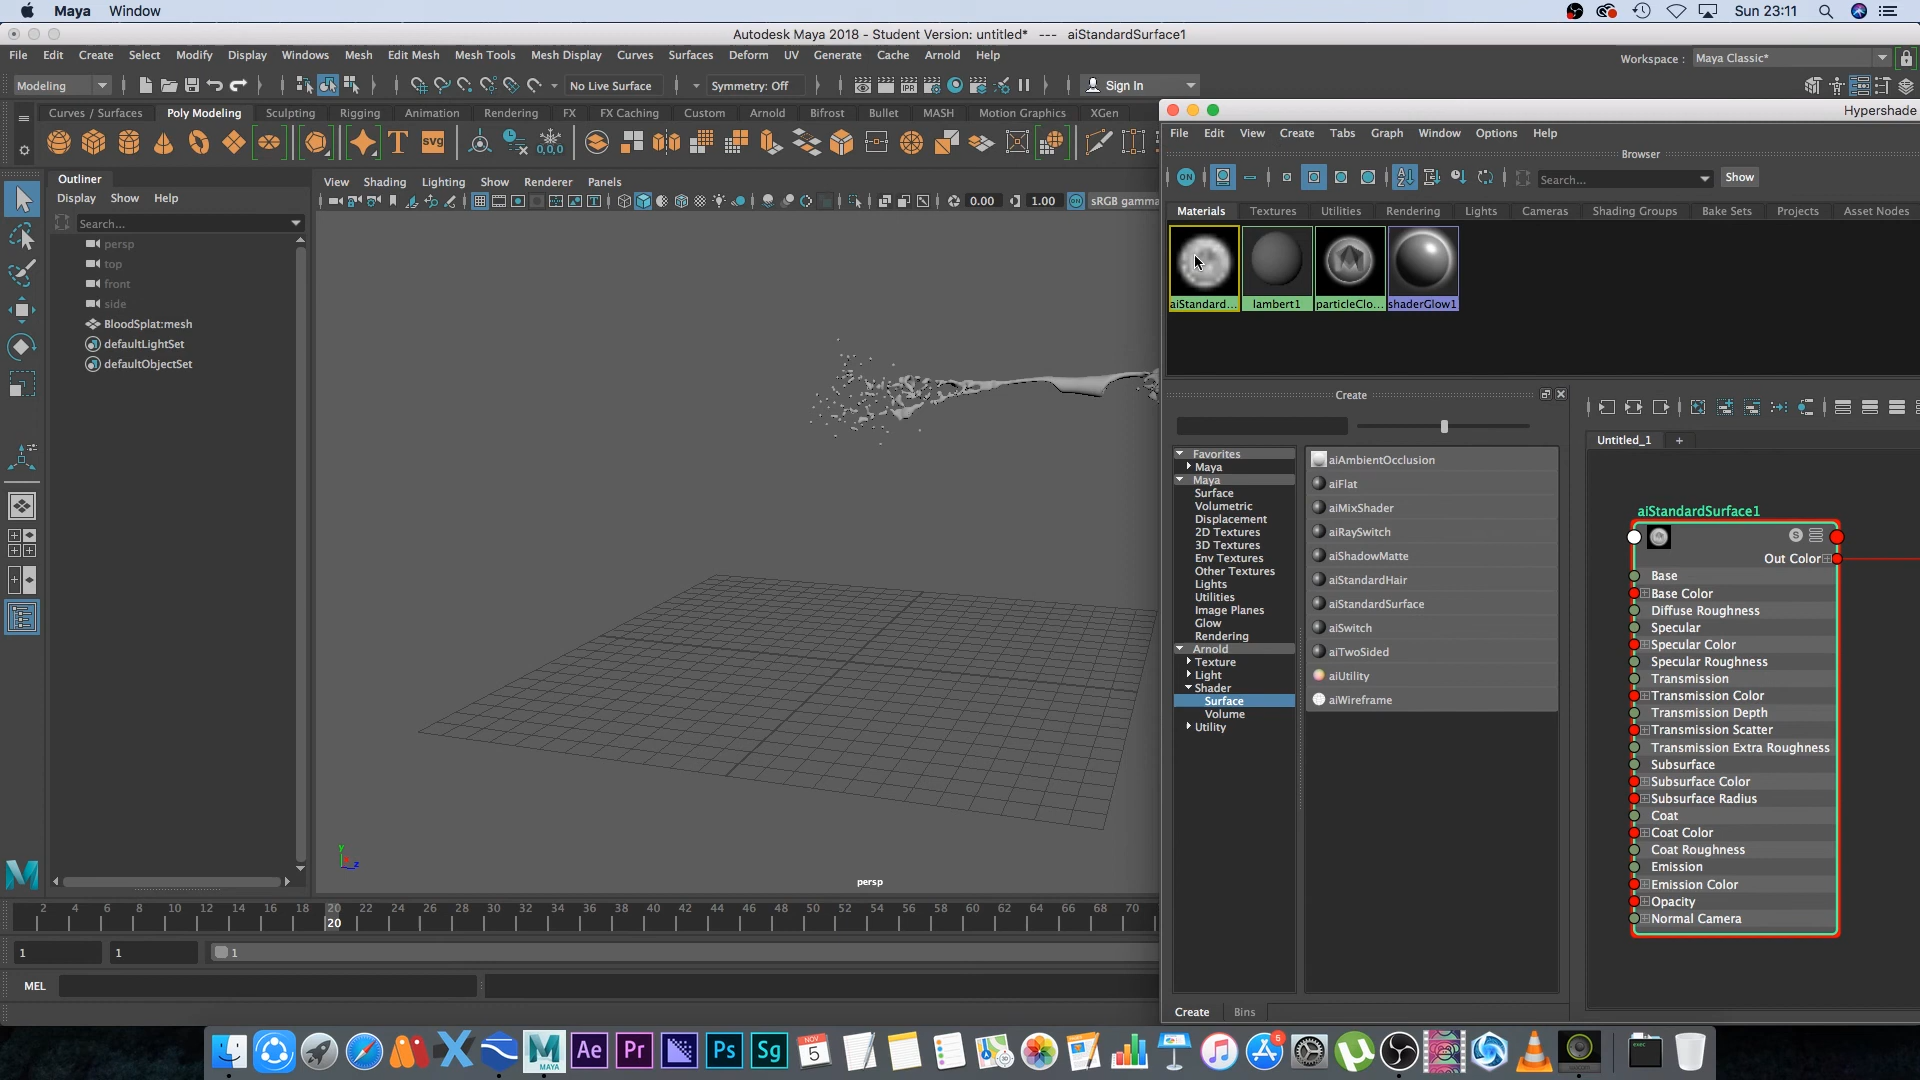 Maya Window
Sun 23:11
Autodesk Maya 2018 - Student Version: untitled* --- aiStandardSurface1
File Edit Create Select Modify Display Windows Mesh Edit Mesh Mesh Tools Mesh Display Curves Surfaces Deform UV Generate Cache Arnold Help
Workspace : Maya Classic*
Modeling
No Live Surface
Symmetry: Off
Sign In
Curves / Surfaces Poly Modeling Sculpting Rigging Animation Rendering FX FX Caching Custom Arnold Bifrost Bullet MASH Motion Graphics XGen
SVG
0,0,0
Hypershade
File Edit View Create Tabs Graph Window Options Help
Browser
ON
Search...
Show
Materials Textures Utilities Rendering Lights Cameras Shading Groups Bake Sets Projects Asset Nodes
aiStandard... lambert1 particleClo... shaderGlow1
Outliner
Display Show Help
Search...
persp
top
front
side
BloodSplat:mesh
defaultLightSet
defaultObjectSet
View Shading Lighting Show Renderer Panels
0.00
1.00
ON
sRGB gamma
y
z
persp
Create
Favorites
Maya
Maya
Surface
Volumetric
Displacement
2D Textures
3D Textures
Env Textures
Other Textures
Lights
Utilities
Image Planes
Glow
Rendering
Arnold
Texture
Light
Shader
Surface
Volume
Utility
aiAmbientOcclusion
aiFlat
aiMixShader
aiRaySwitch
aiShadowMatte
aiStandardHair
aiStandardSurface
aiSwitch
aiTwoSided
aiUtility
aiWireframe
Create Bins
Untitled_1 +
aiStandardSurface1
S
Out Color
Base
Base Color
Diffuse Roughness
Specular
Specular Color
Specular Roughness
Transmission
Transmission Color
Transmission Depth
Transmission Scatter
Transmission Extra Roughness
Subsurface
Subsurface Color
Subsurface Radius
Coat
Coat Color
Coat Roughness
Emission
Emission Color
Opacity
Normal Camera
2 4 6 8 10 12 14 16 18 20 22 24 26 28 30 32 34 36 38 40 42 44 46 48 50 52 54 56 58 60 62 64 66 68 70
20
1 1 1
MEL
M MAYA Ae Pr Ps Sg NOV 5
5
exec